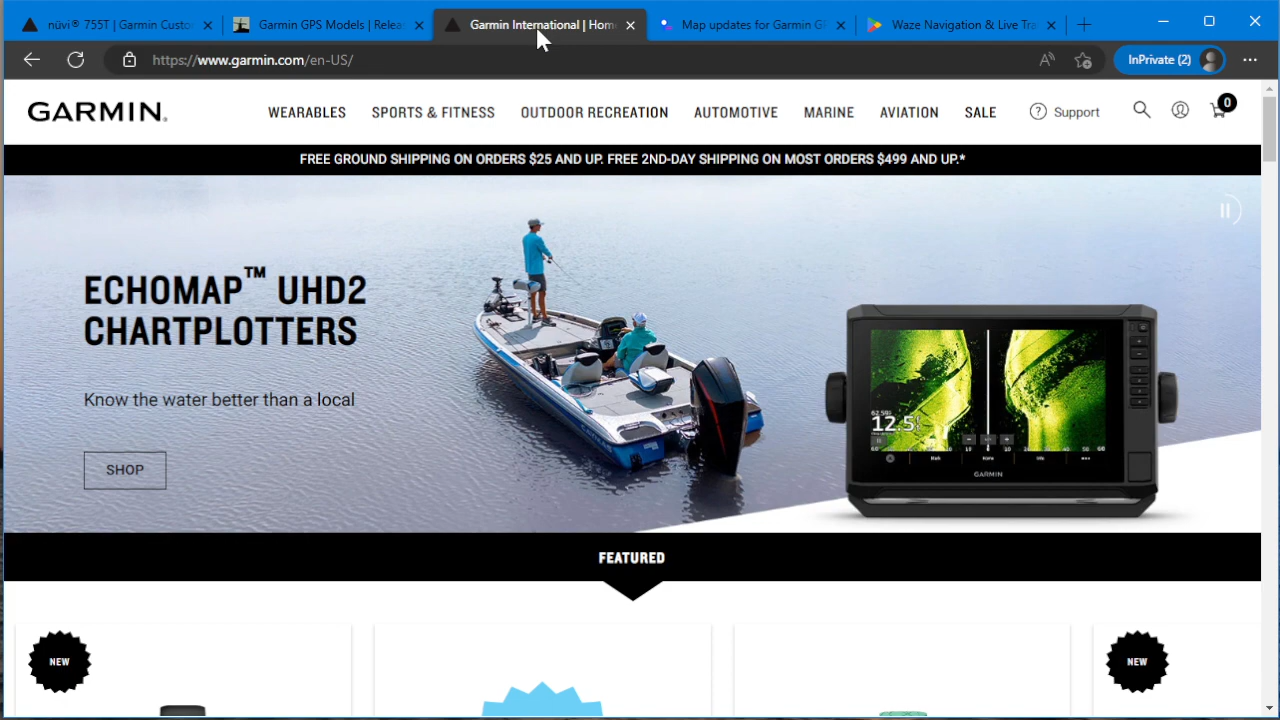 nüvi® 755T | Garmin Custo
Garmin GPS Models | Releas
Garmin International | Hom
Map updates for Garmin GP
Waze Navigation & Live Tra
https://www.garmin.com/en-US/
InPrivate (2)
GARMIN.
WEARABLES
SPORTS & FITNESS
OUTDOOR RECREATION
AUTOMOTIVE
MARINE
AVIATION
SALE
? Support
0
FREE GROUND SHIPPING ON ORDERS $25 AND UP. FREE 2ND-DAY SHIPPING ON MOST ORDERS $499 AND UP.*
ECHOMAP™ UHD2
CHARTPLOTTERS
Know the water better than a local
SHOP
12.5
GARMIN
FEATURED
NEW
NEW